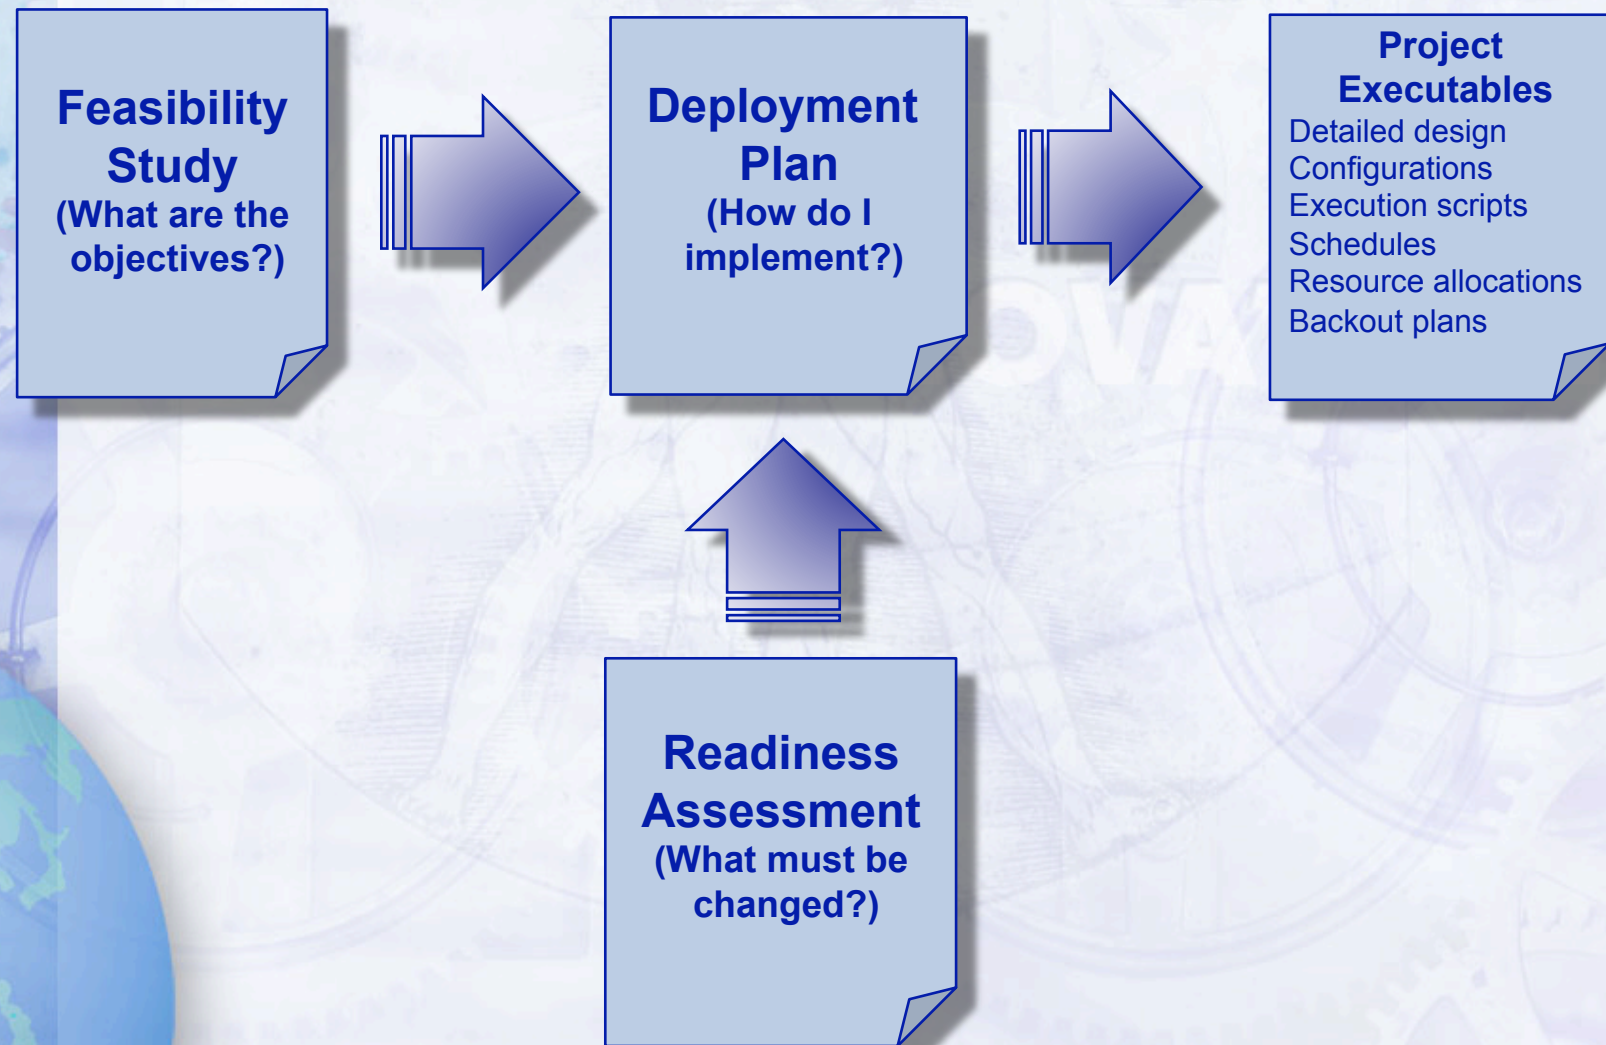 Feasibility
Study
(What are the
objectives?)
Deployment
Plan
(How do I
implement?)
Project
Executables
Detailed design
Configurations
Execution scripts
Schedules
Resource allocations
Backout plans
Readiness
Assessment
(What must be
changed?)